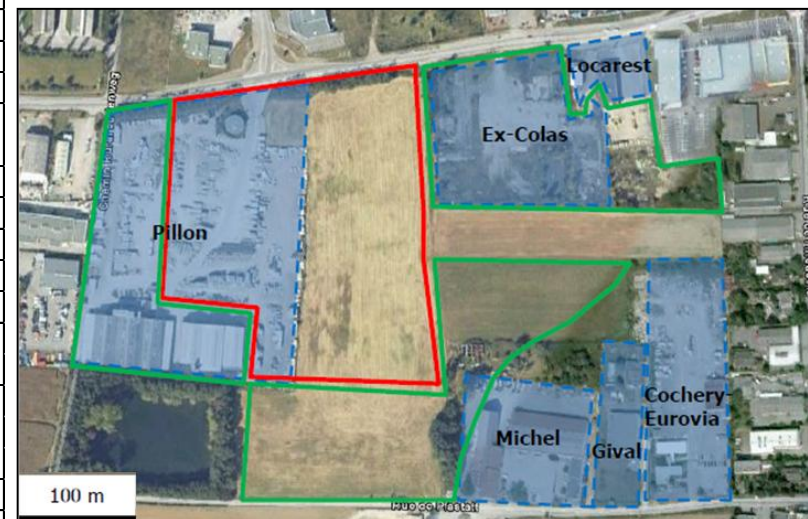 Locarest
Ex-Colas
Pillon
Cochery-
Eurovia
Michel
Gival
100 m